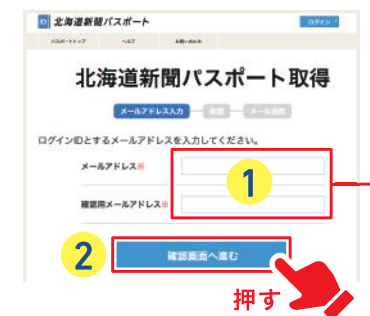 北海道新聞パスポート
ログイン
パスポートトップ ヘルプ お問い合わせ
北海道新聞パスポート取得
メールアドレス入力 確認 メール送信
ログインIDとするメールアドレスを入力してください。
メールアドレス※
1
確認用メールアドレス※
2
確認画面へ進む
押す